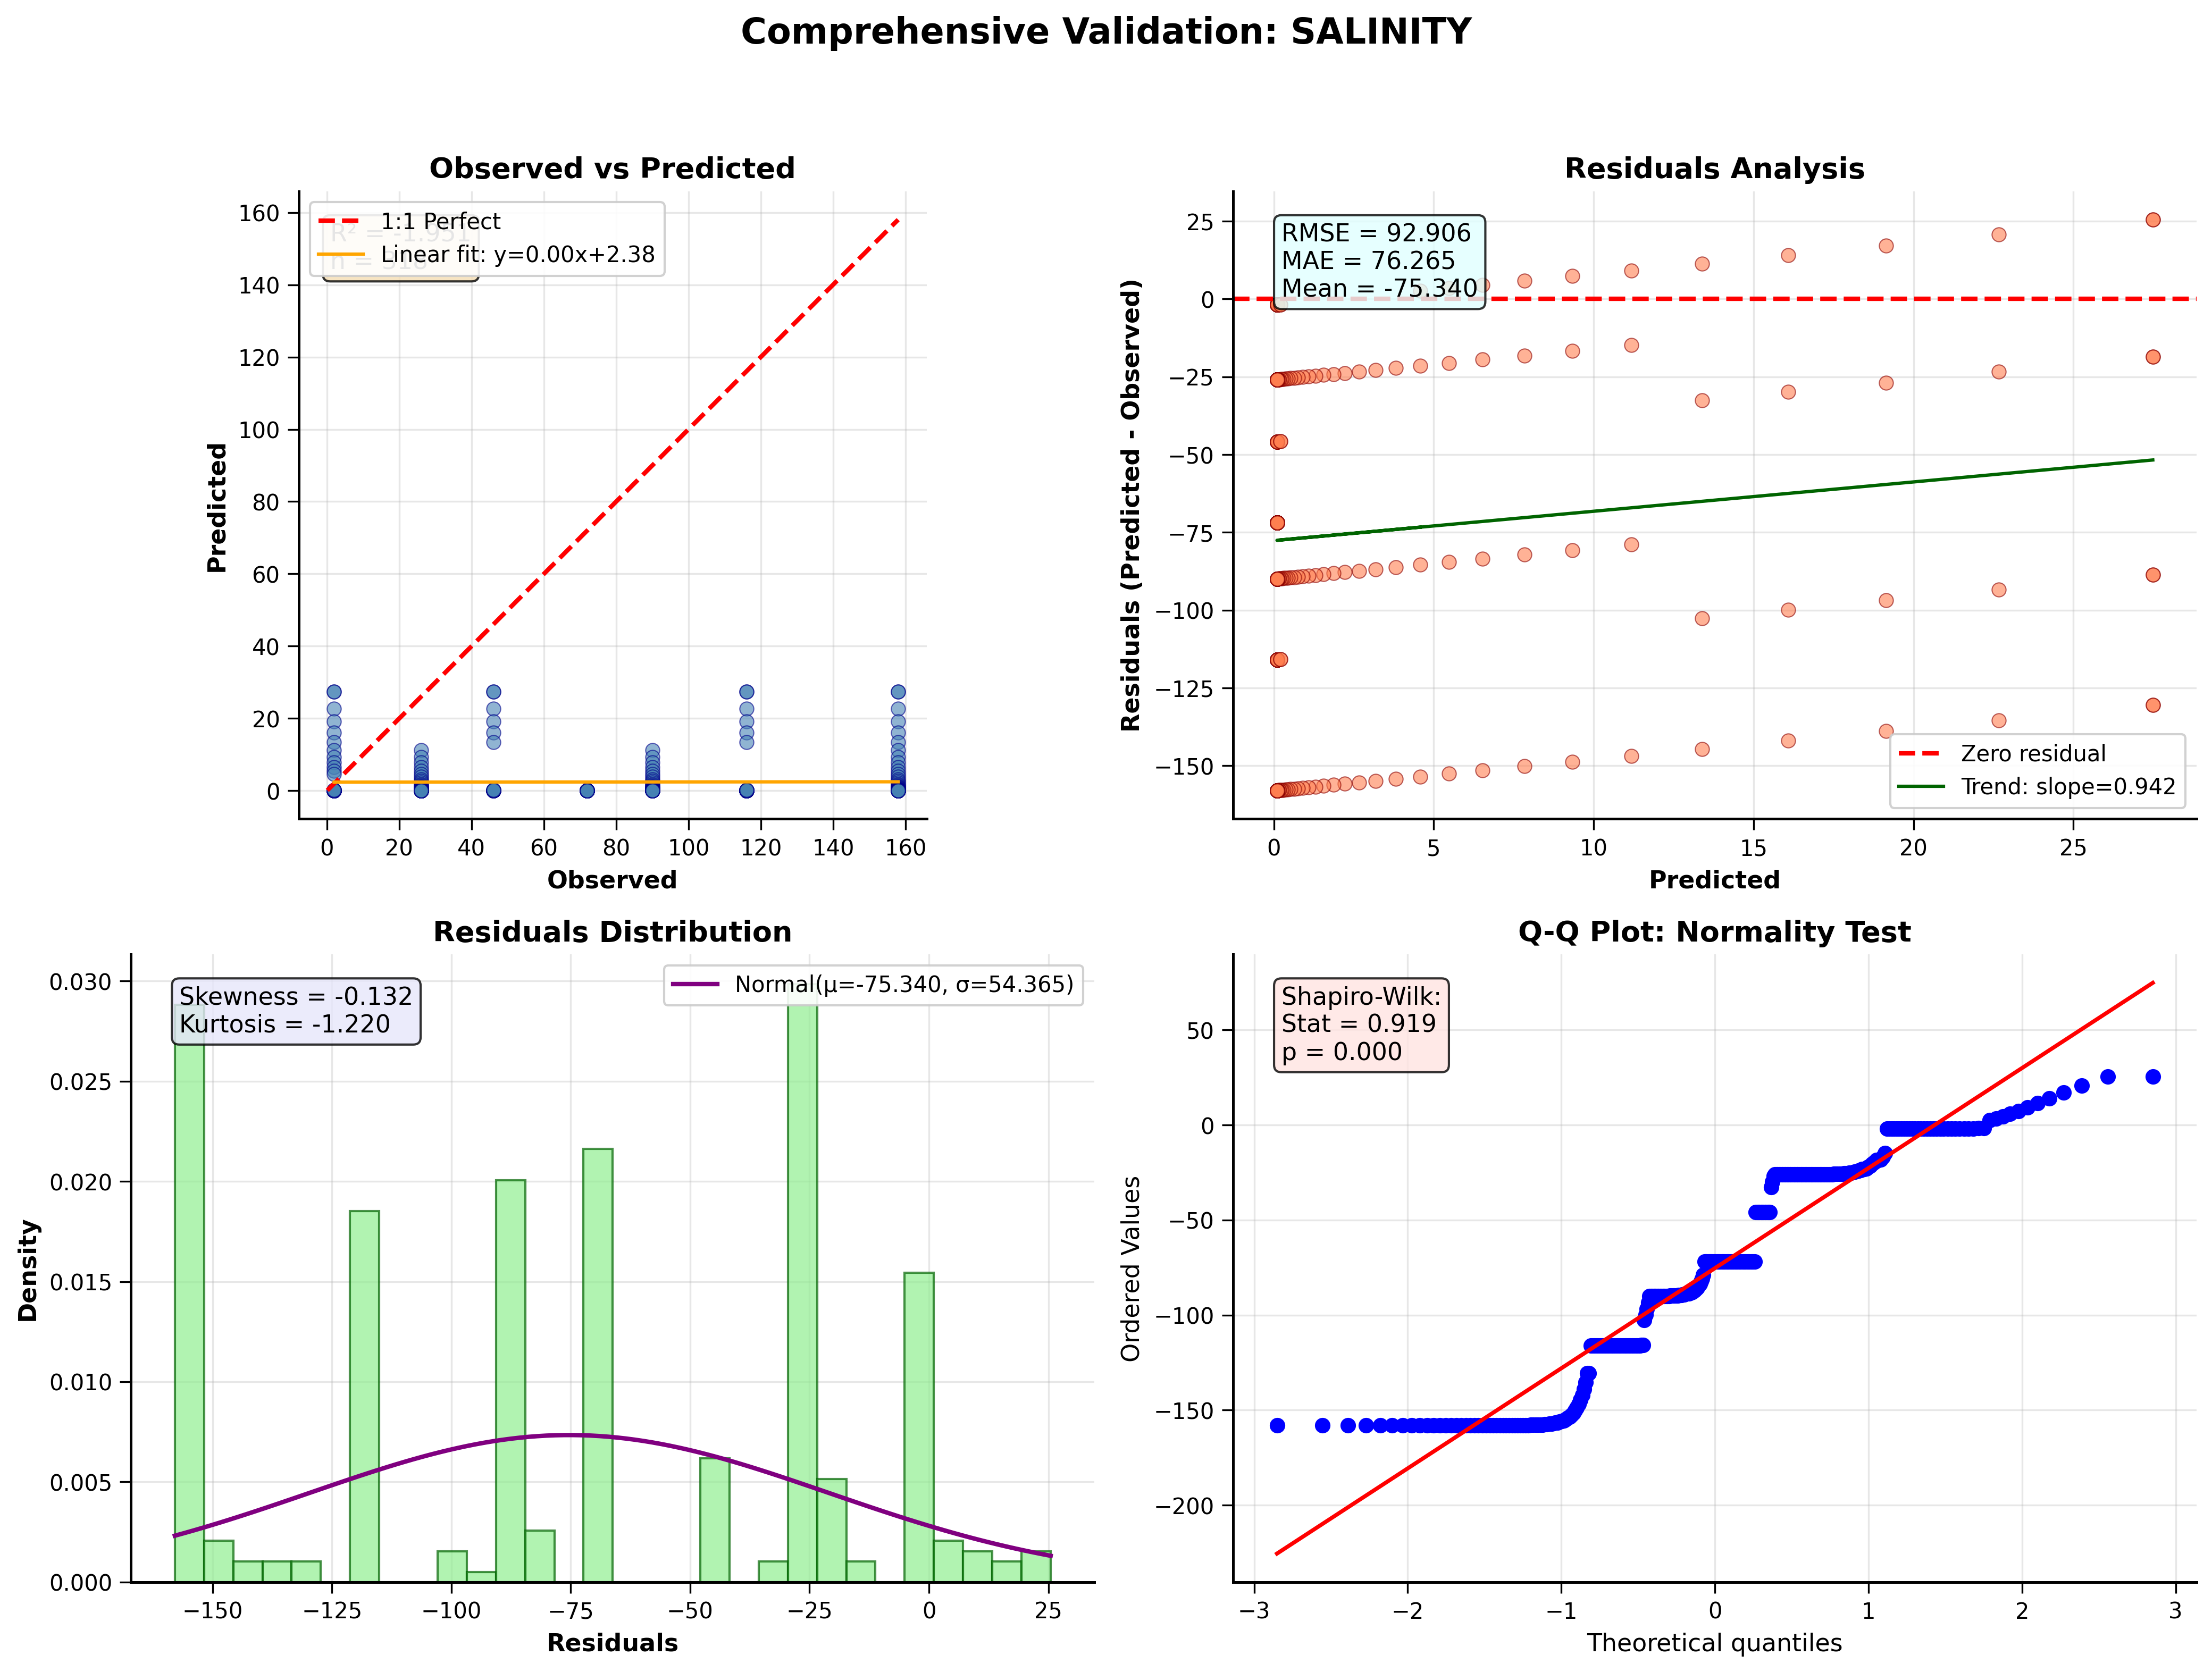 Comprehensive Validation: SALINITY
Observed vs Predicted
R² = -1.951
1:1 Perfect
Linear fit: y=0.00x+2.38
160
140
120
100
80
60
40
20
0
Predicted
0 20 40 60 80 100 120 140 160
Observed
Residuals Analysis
RMSE = 92.906
MAE = 76.265
Mean = -75.340
25
0
−25
−50
−75
−100
−125
−150
Residuals (Predicted - Observed)
Zero residual
Trend: slope=0.942
0 5 10 15 20 25
Predicted
Residuals Distribution
Skewness = -0.132
Kurtosis = -1.220
Normal(μ=-75.340, σ=54.365)
0.030
0.025
0.020
0.015
0.010
0.005
0.000
Density
−150 −125 −100 −75 −50 −25 0 25
Residuals
Q-Q Plot: Normality Test
Shapiro-Wilk:
Stat = 0.919
p = 0.000
50
0
−50
−100
−150
−200
Ordered Values
−3 −2 −1 0 1 2 3
Theoretical quantiles